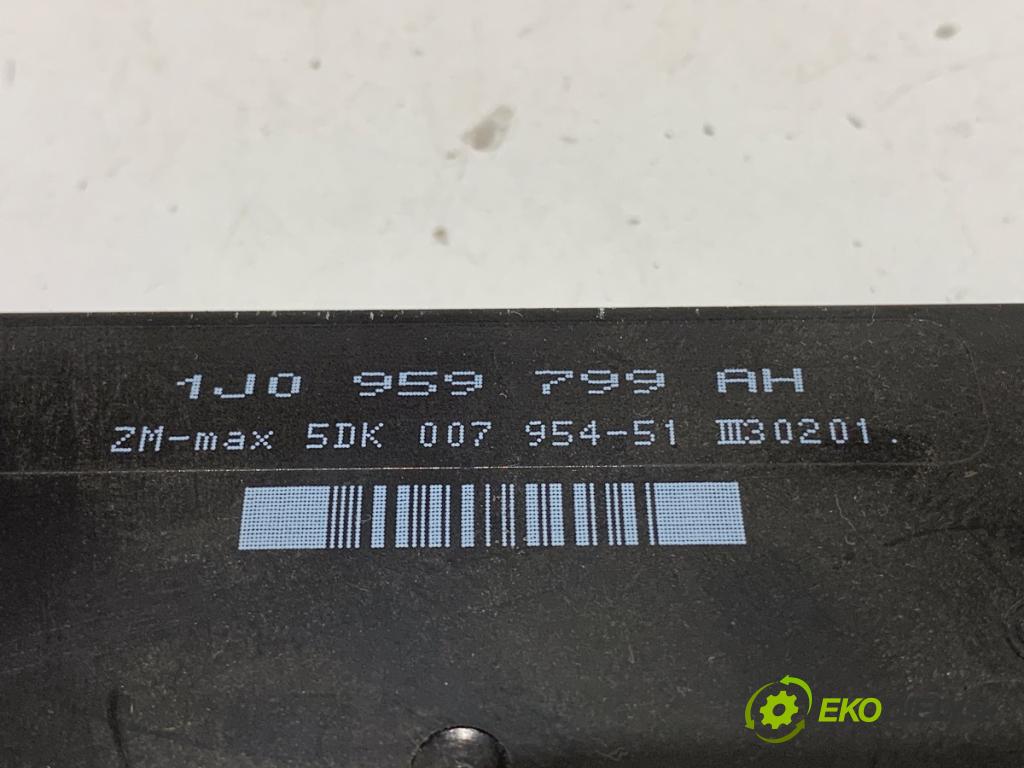 1J0 959 799 AH
ZM-max 5DK 007 954-51 III30201.
EKO